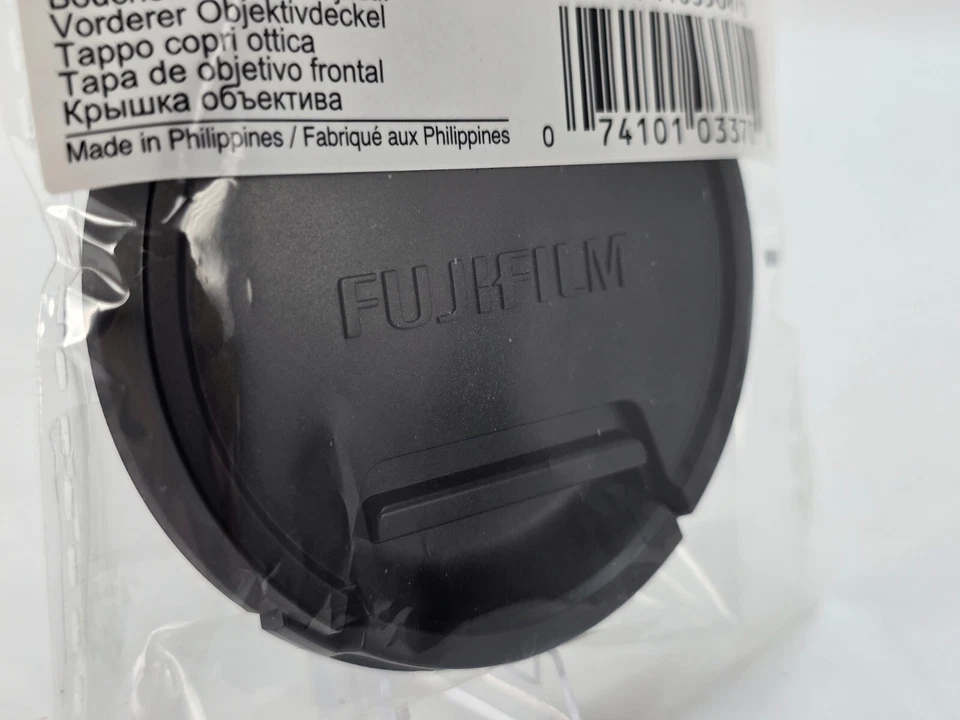 Vorderer Objektivdeckel
Tappo copri ottica
Tapa de objetivo frontal
Крышка объектива
Made in Philippines / Fabriqué aux Philippines
0 74101 0337
FUJIFILM